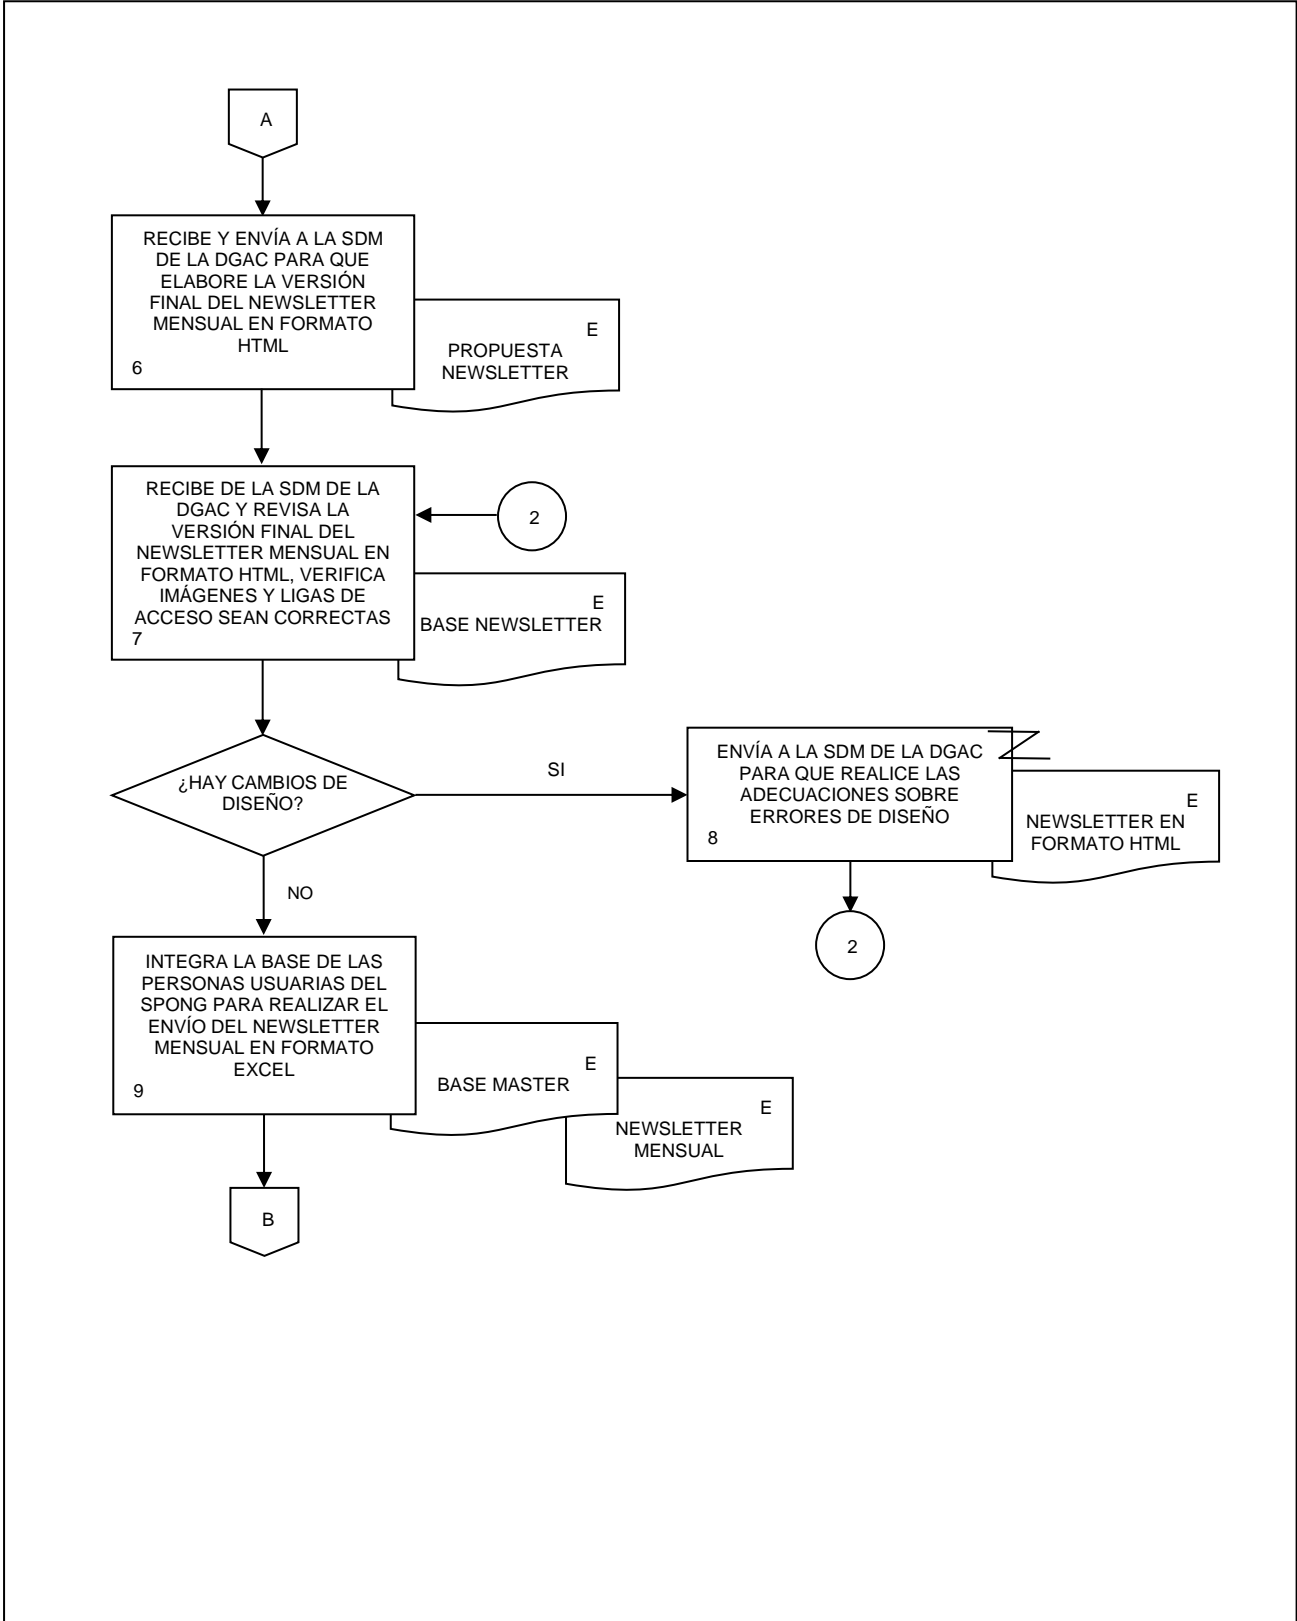 A
RECIBE Y ENVÍA A LA SDM
DE LA DGAC PARA QUE
ELABORE LA VERSIÓN
FINAL DEL NEWSLETTER
MENSUAL EN FORMATO
HTML
6
E
PROPUESTA
NEWSLETTER
RECIBE DE LA SDM DE LA
DGAC Y REVISA LA
VERSIÓN FINAL DEL
NEWSLETTER MENSUAL EN
FORMATO HTML, VERIFICA
IMÁGENES Y LIGAS DE
ACCESO SEAN CORRECTAS
7
2
E
BASE NEWSLETTER
¿HAY CAMBIOS DE
DISEÑO?
SI
ENVÍA A LA SDM DE LA DGAC
PARA QUE REALICE LAS
ADECUACIONES SOBRE
ERRORES DE DISEÑO
8
E
NEWSLETTER EN
FORMATO HTML
2
NO
INTEGRA LA BASE DE LAS
PERSONAS USUARIAS DEL
SPONG PARA REALIZAR EL
ENVÍO DEL NEWSLETTER
MENSUAL EN FORMATO
EXCEL
9
E
BASE MASTER
E
NEWSLETTER
MENSUAL
B